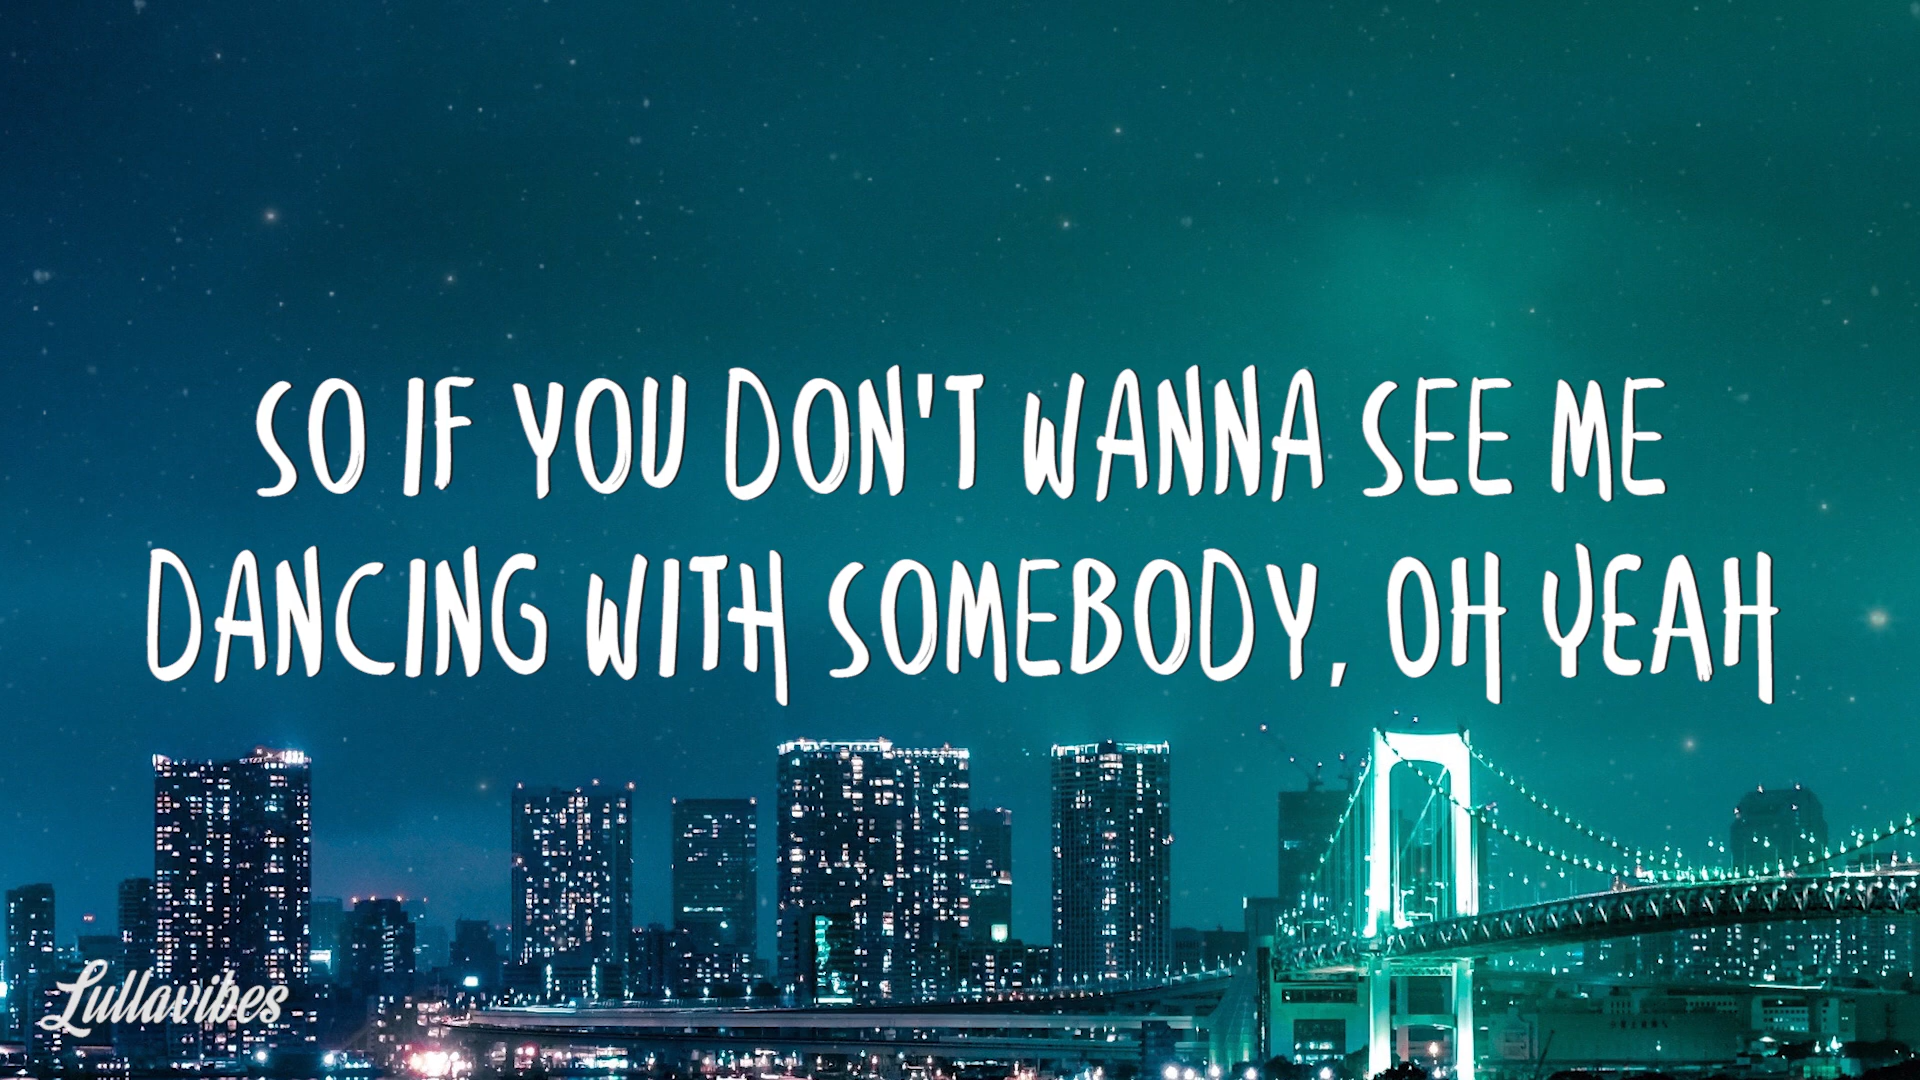 SO IF YOU DON'T WANNA SEE ME
DANCING WITH SOMEBODY, OH YEAH
Lullavibes